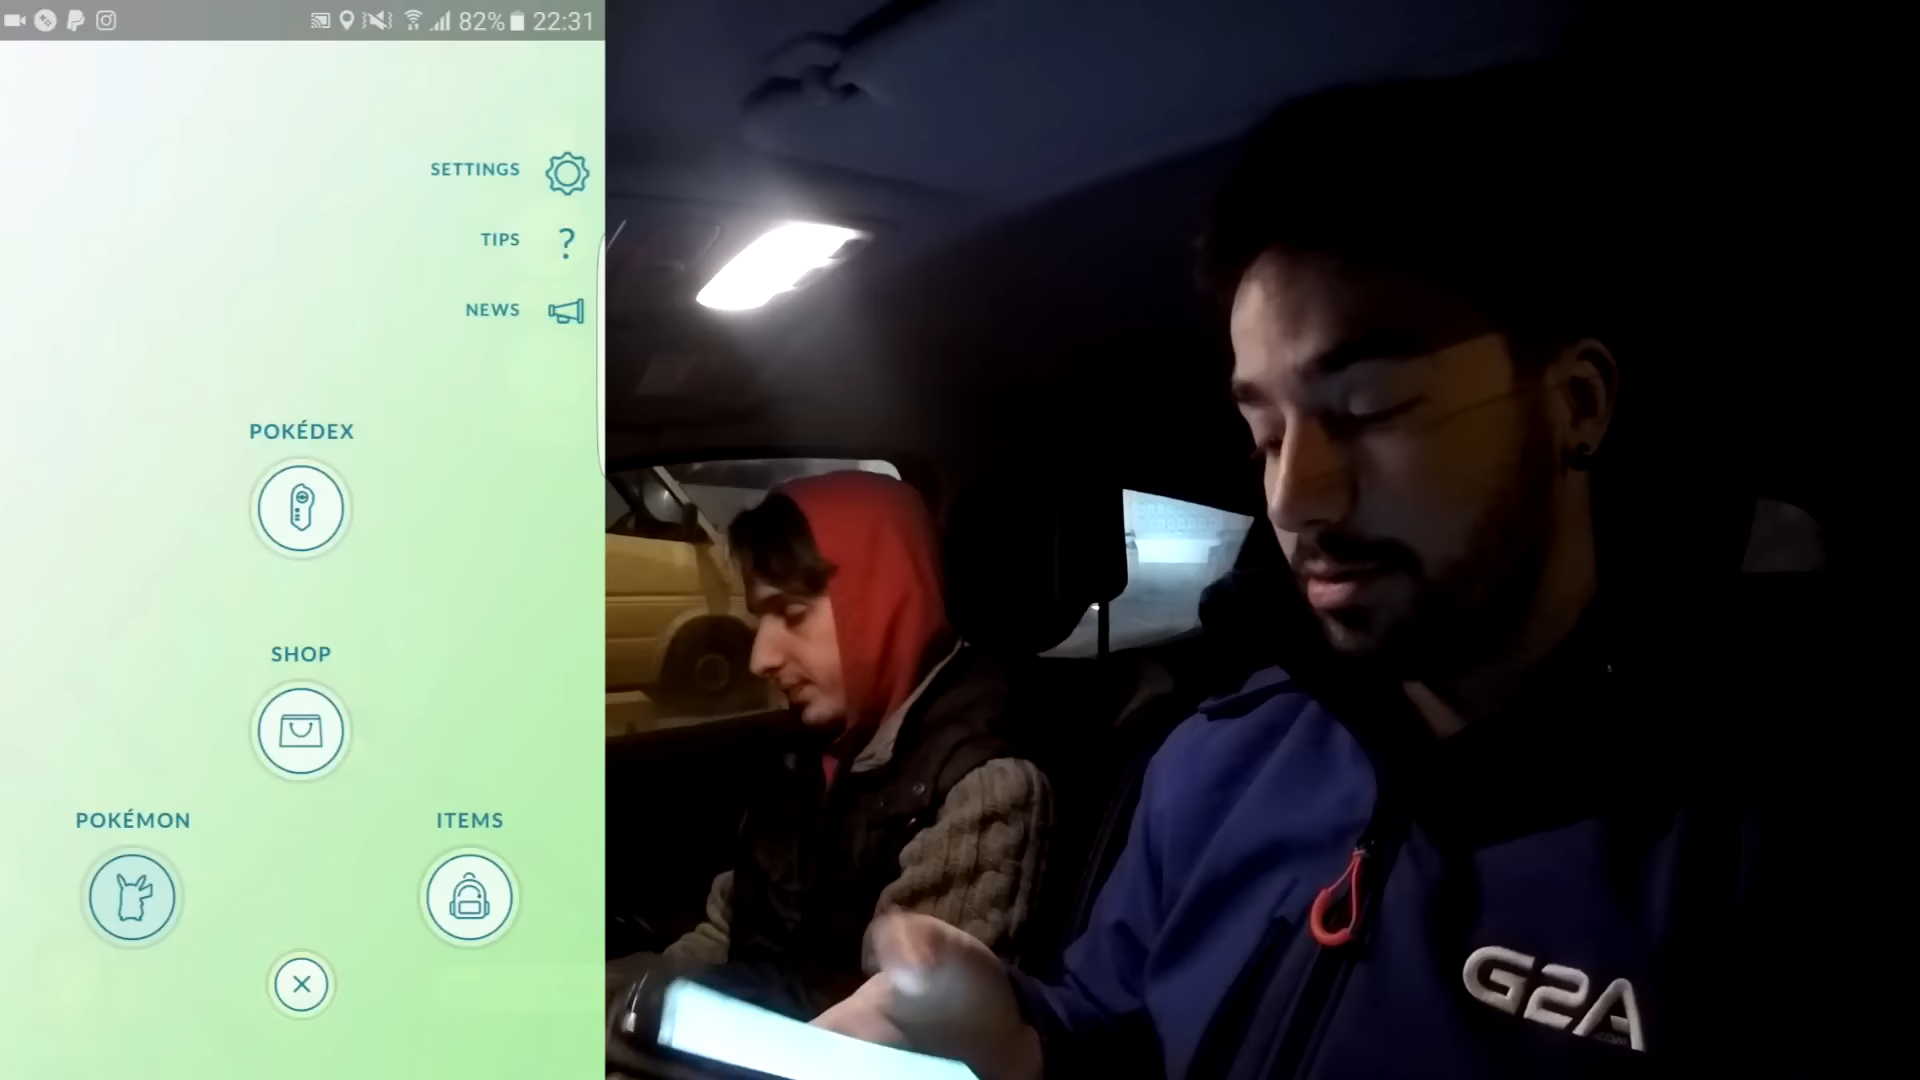 82% 22:31
SETTINGS
TIPS
?
NEWS
POKÉDEX
SHOP
POKÉMON
ITEMS
G2A